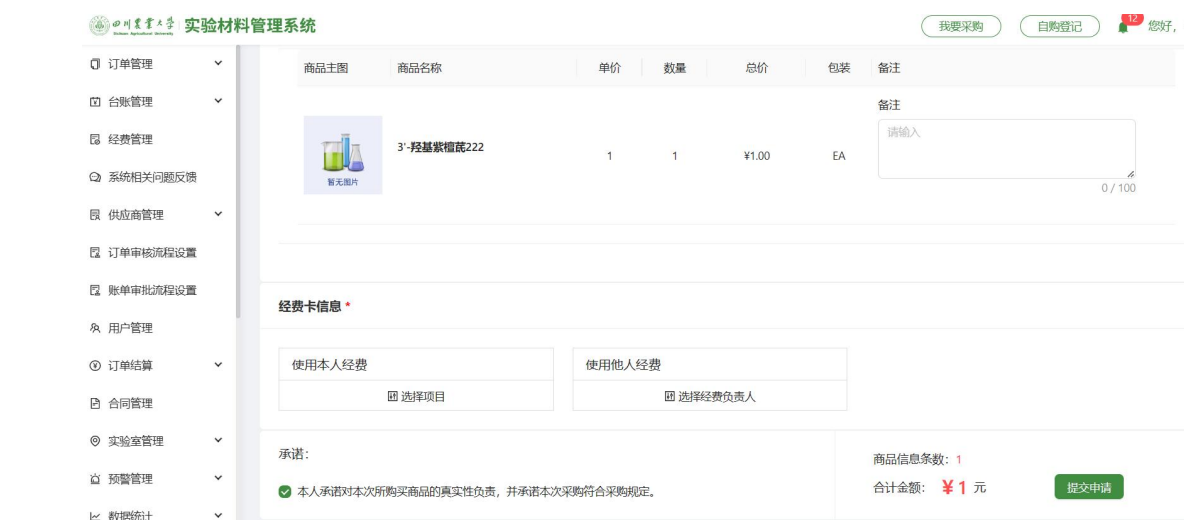 四川农业大学 实验材料管理系统
Sichuan Agricultural University
我要采购 自购登记 12 您好,
订单管理
台账管理
经费管理
系统相关问题反馈
供应商管理
订单审核流程设置
账单审批流程设置
用户管理
订单结算
合同管理
实验室管理
预警管理
数据统计
商品主图 商品名称 单价 数量 总价 包装 备注
备注
暂无图片
3'-羟基紫檀芪222 1 1 ¥1.00 EA 请输入
0 / 100
经费卡信息 *
使用本人经费 使用他人经费
选择项目 选择经费负责人
承诺:
本人承诺对本次所购买商品的真实性负责,并承诺本次采购符合采购规定。
商品信息条数: 1
合计金额: ¥1 元 提交申请